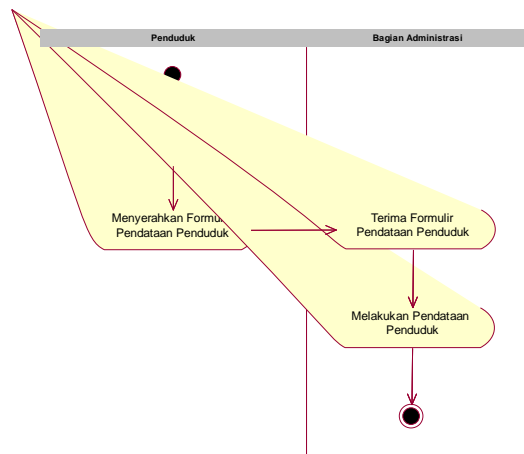 Penduduk
Bagian Administrasi
Menyerahkan Formulir
Pendataan Penduduk
Terima Formulir
Pendataan Penduduk
Melakukan Pendataan
Penduduk